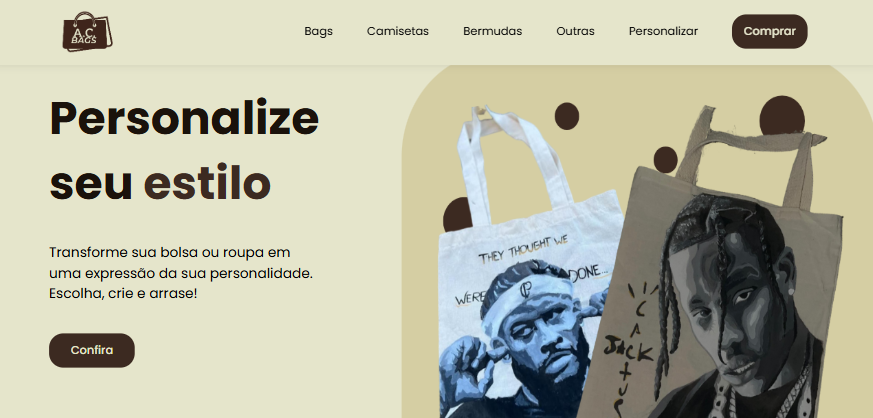 A.C.
BAGS
Bags
Camisetas
Bermudas
Outras
Personalizar
Comprar
Personalize
seu estilo
Transforme sua bolsa ou roupa em
uma expressão da sua personalidade.
Escolha, crie e arrase!
Confira
THEY THOUGHT WE
WERE DONE...
CACTUS
JACK